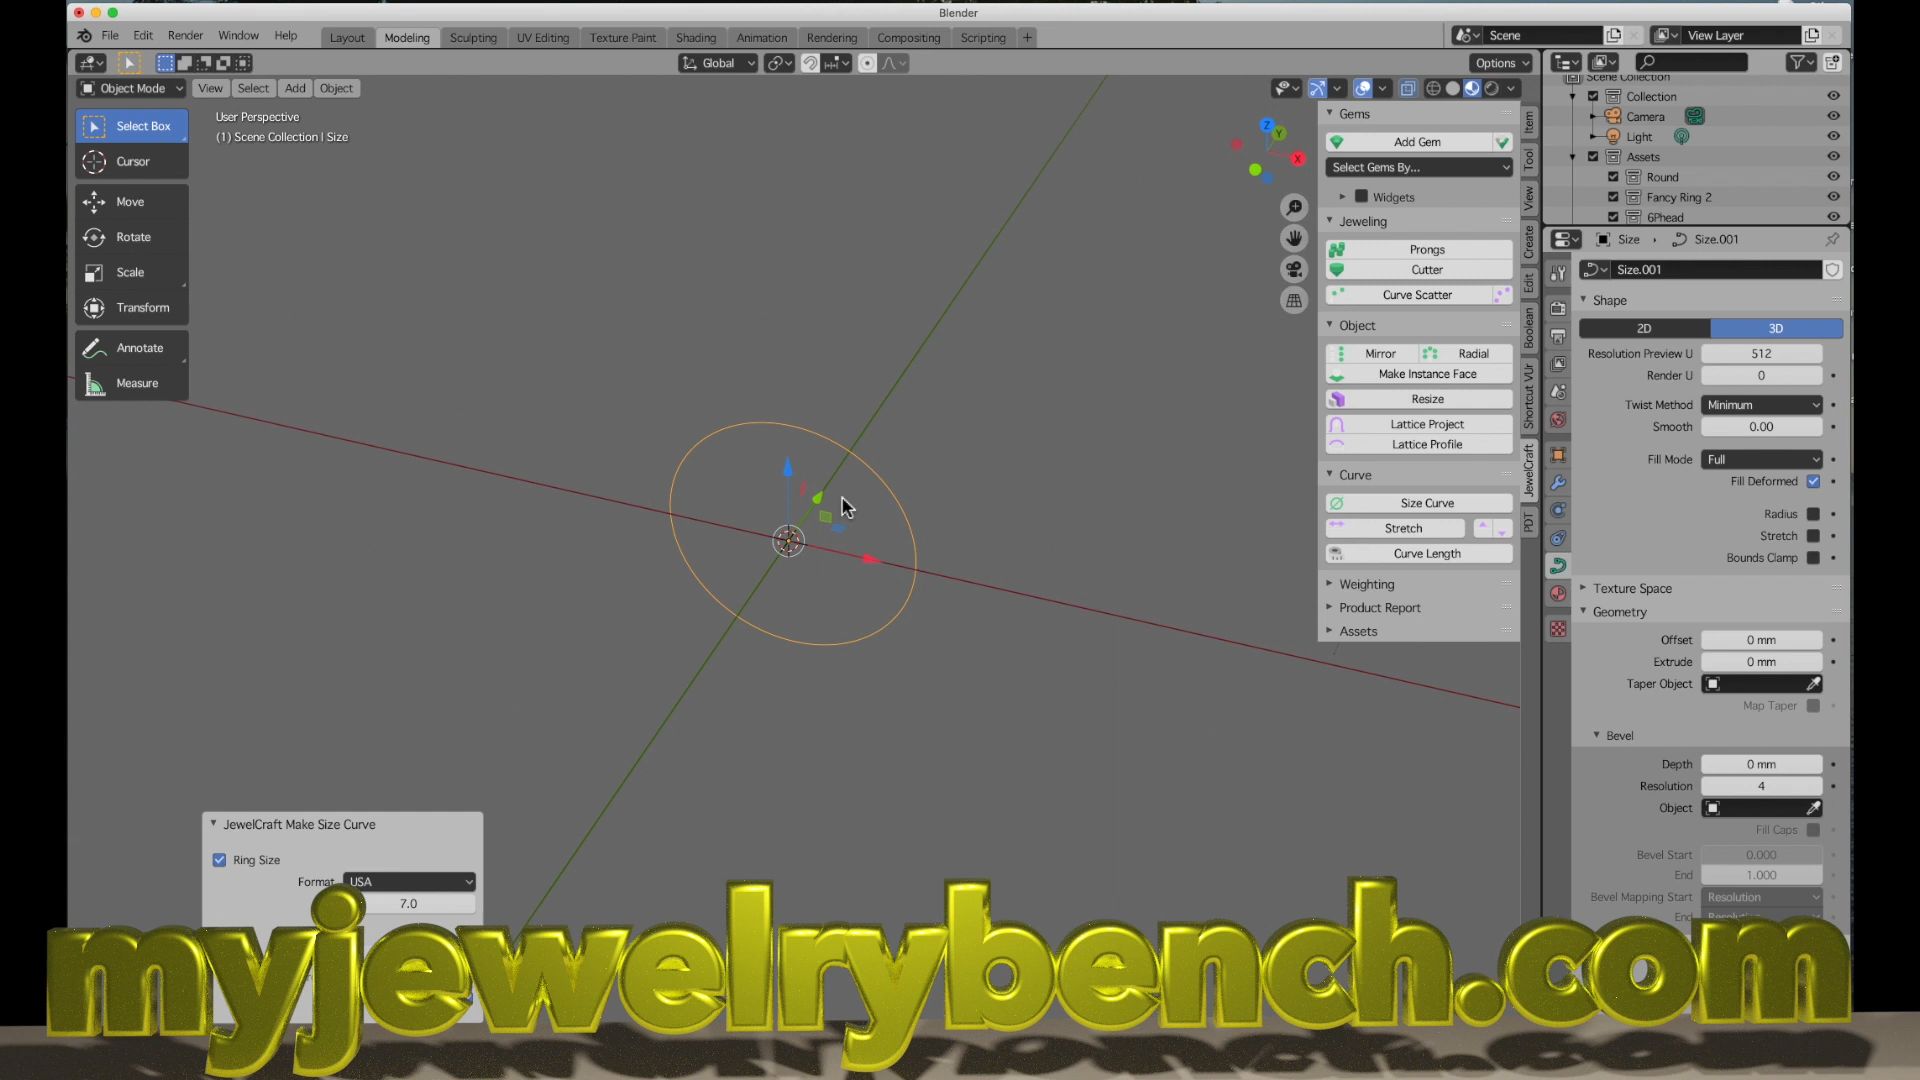 Blender
File Edit Render Window Help
Layout Modeling Sculpting UV Editing Texture Paint Shading Animation Rendering Compositing Scripting +
Scene
View Layer
Global
Options
Object Mode View Select Add Object
Select Box
Cursor
Move
Rotate
Scale
Transform
Annotate
Measure
User Perspective
(1) Scene Collection | Size
Z
Y
X
Gems
Add Gem
Select Gems By...
Widgets
Jeweling
Prongs
Cutter
Curve Scatter
Object
Mirror Radial
Make Instance Face
Resize
Lattice Project
Lattice Profile
Curve
Size Curve
Stretch
Curve Length
Weighting
Product Report
Assets
Item
Tool
View
Create
Edit
Boolean
Shortcut VUr
JewelCraft
PDT
Scene Collection
Collection
Camera
Light
Assets
Round
Fancy Ring 2
6Phead
Size › Size.001
Size.001
Shape
2D 3D
Resolution Preview U 512
Render U 0
Twist Method Minimum
Smooth 0.00
Fill Mode Full
Fill Deformed
Radius
Stretch
Bounds Clamp
Texture Space
Geometry
Offset 0 mm
Extrude 0 mm
Taper Object
Map Taper
Bevel
Depth 0 mm
Resolution 4
Object
Fill Caps
Bevel Start 0.000
End 1.000
Bevel Mapping Start Resolution
End Resolution
JewelCraft Make Size Curve
Ring Size
Format USA
7.0
myjewelrybench.com